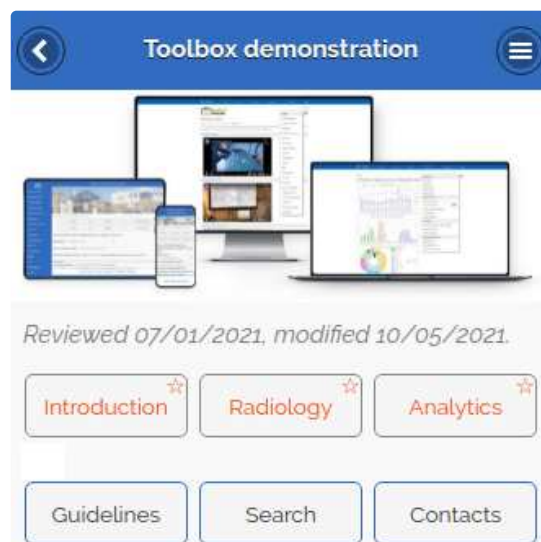 Toolbox demonstration
Reviewed 07/01/2021, modified 10/05/2021.
Introduction
Radiology
Analytics
Guidelines
Search
Contacts